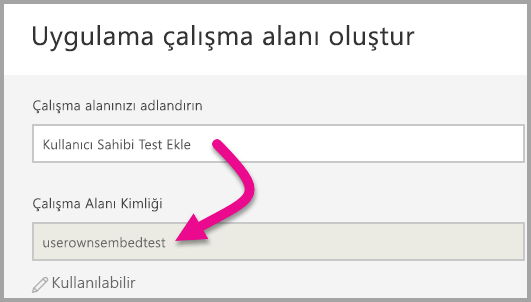 Uygulama çalışma alanı oluştur
Çalışma alanınızı adlandırın
Kullanıcı Sahibi Test Ekle
Çalışma Alanı Kimliği
userownsembedtest
Kullanılabilir